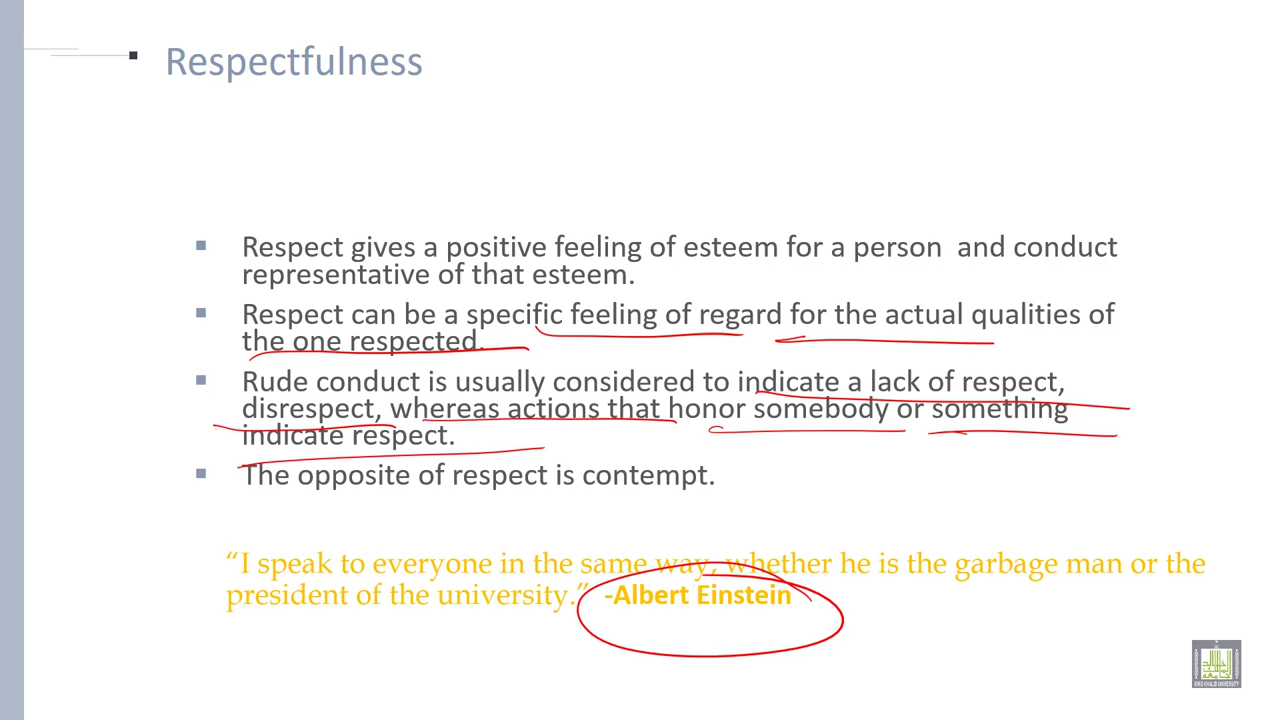 Respectfulness
Respect gives a positive feeling of esteem for a person and conduct
representative of that esteem.
Respect can be a specific feeling of regard for the actual qualities of
the one respected.
Rude conduct is usually considered to indicate a lack of respect,
disrespect, whereas actions that honor somebody or something
indicate respect.
The opposite of respect is contempt.
“I speak to everyone in the same way, whether he is the garbage man or the
president of the university.” -Albert Einstein
KING KHALID UNIVERSITY